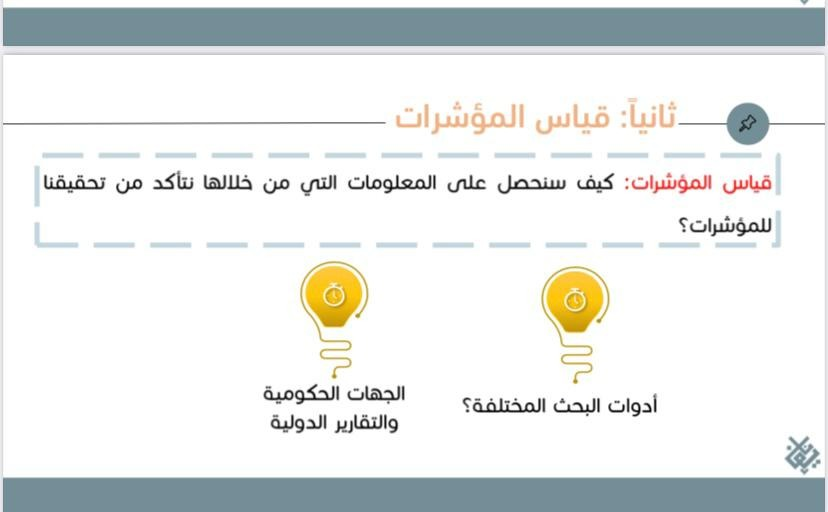 ثانياً: قياس المؤشرات
قياس المؤشرات: كيف سنحصل على المعلومات التي من خلالها نتأكد من تحقيقنا
للمؤشرات؟
أدوات البحث المختلفة؟
الجهات الحكومية
والتقارير الدولية